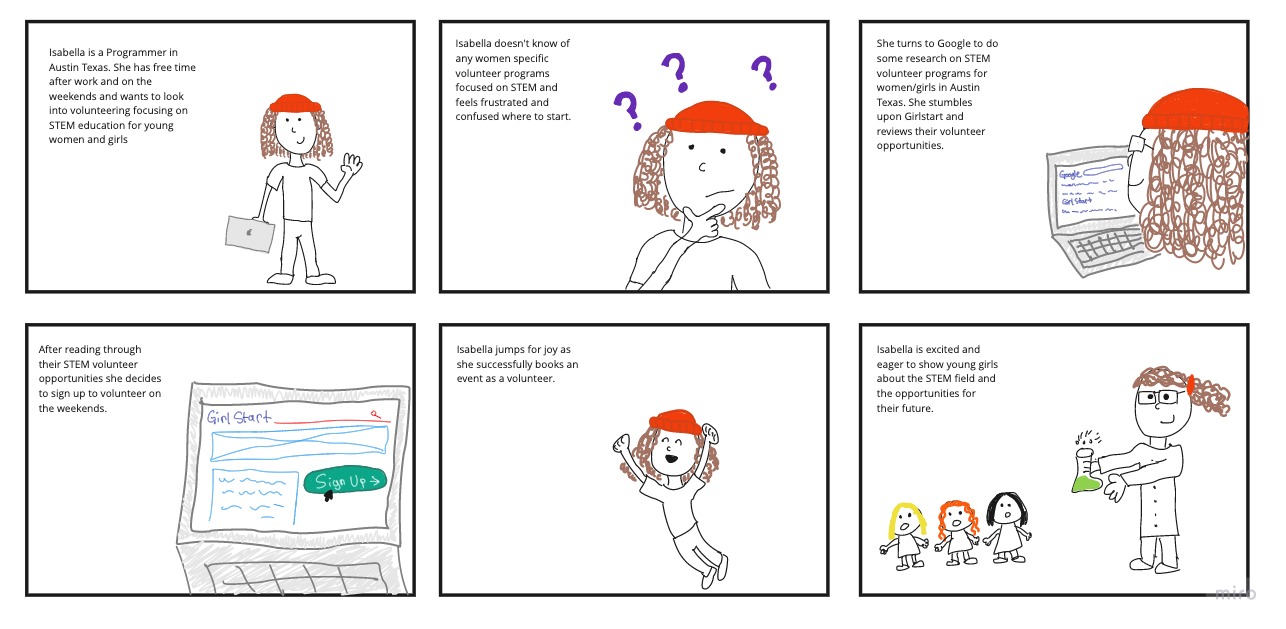 Isabella is a Programmer in
Austin Texas. She has free time
after work and on the
weekends and wants to look
into volunteering focusing on
STEM education for young
women and girls
Isabella doesn't know of
any women specific
volunteer programs
focused on STEM and
feels frustrated and
confused where to start.
? ? ?
She turns to Google to do
some research on STEM
volunteer programs for
women/girls in Austin
Texas. She stumbles
upon Girlstart and
reviews their volunteer
opportunities.
Google
Girl Start
After reading through
their STEM volunteer
opportunities she decides
to sign up to volunteer on
the weekends.
Girl Start
Sign Up →
Isabella jumps for joy as
she successfully books an
event as a volunteer.
Isabella is excited and
eager to show young girls
about the STEM field and
the opportunities for
their future.
miro